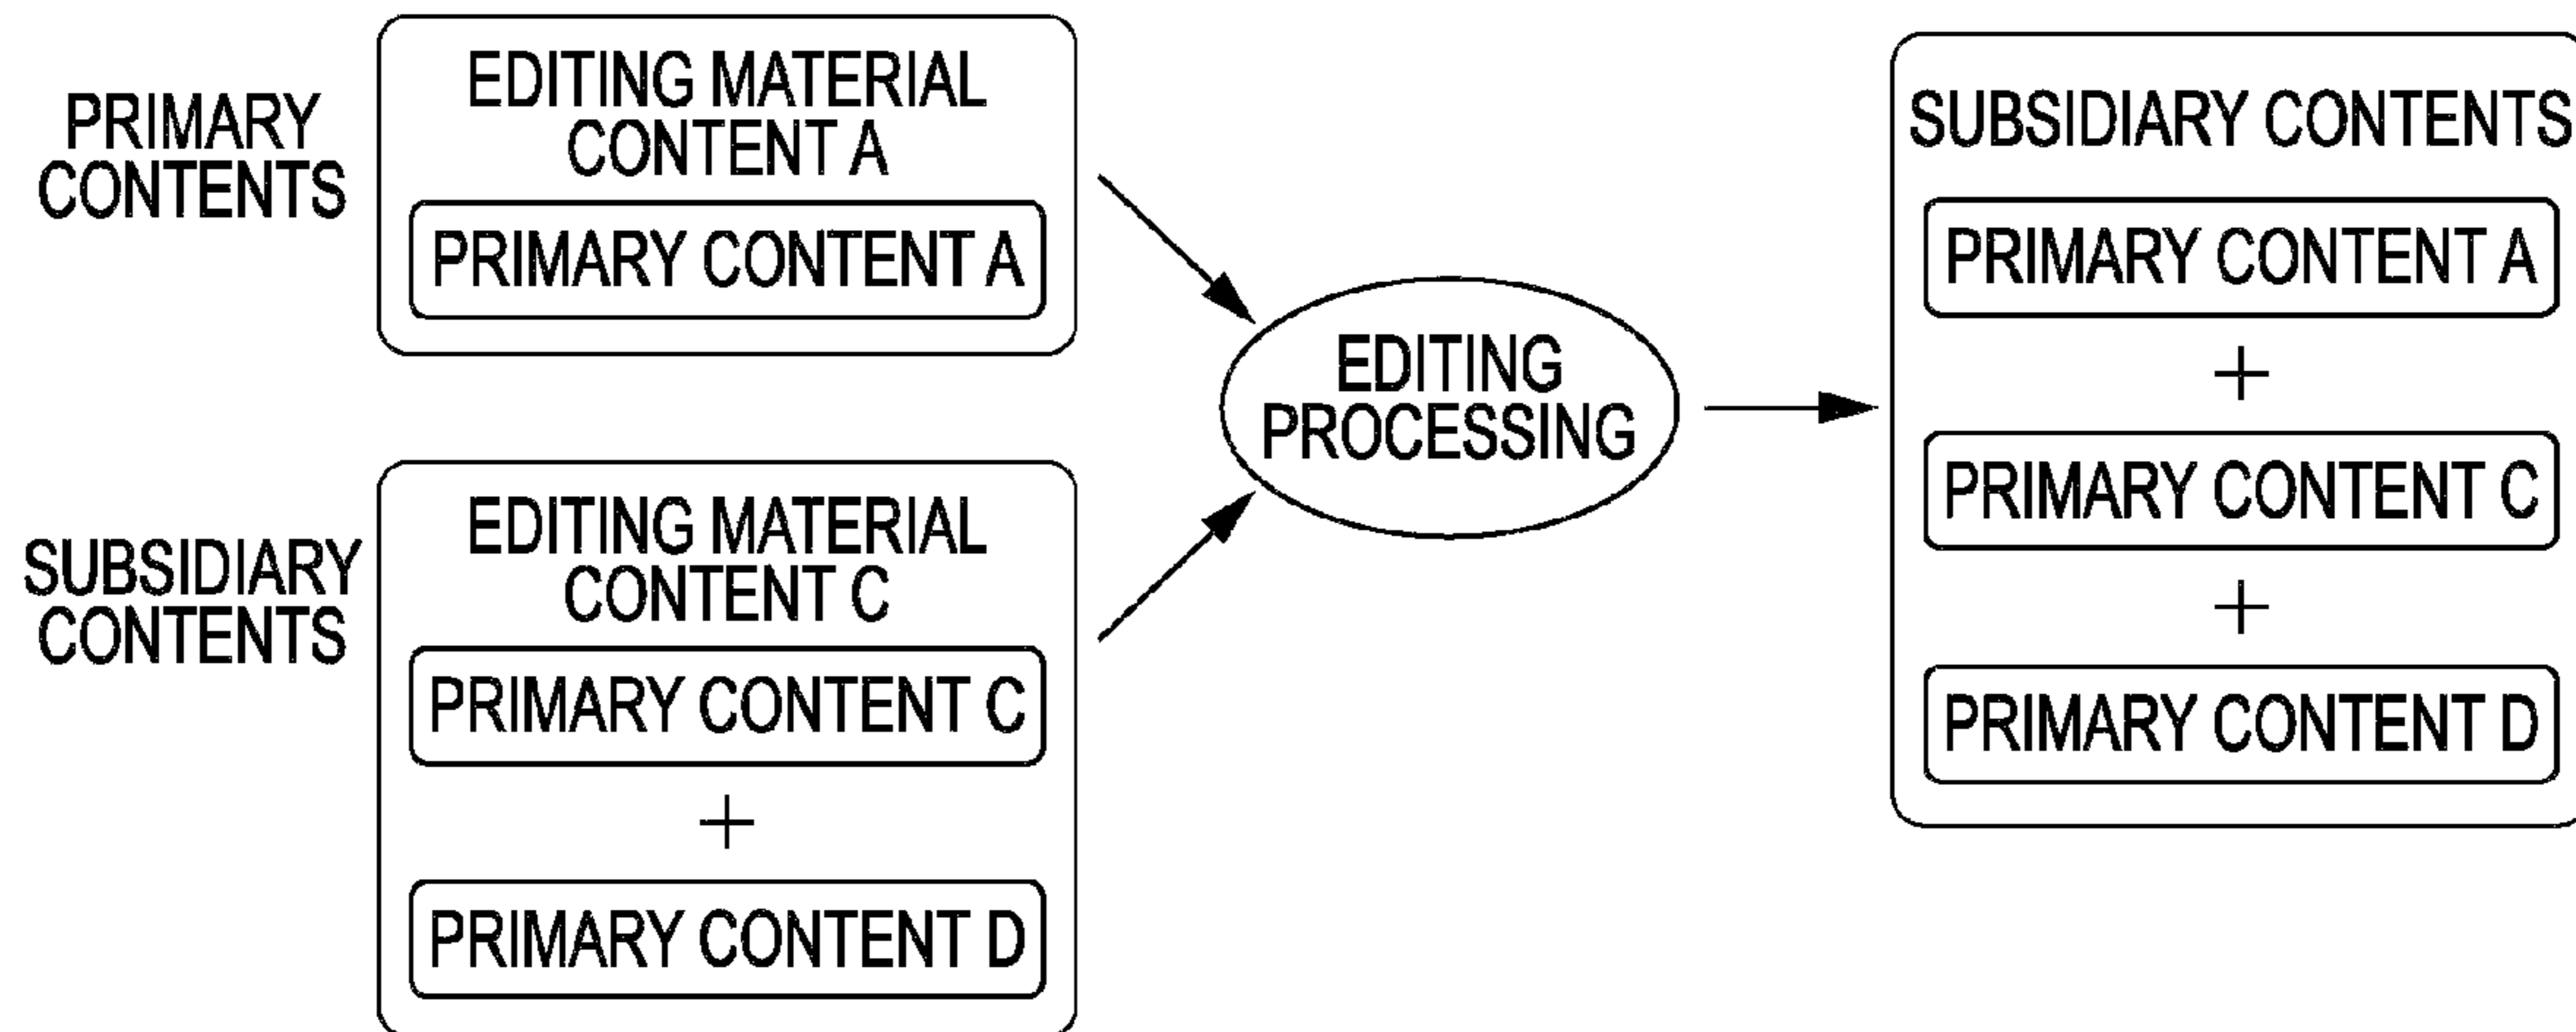 PRIMARY
CONTENTS
EDITING MATERIAL
CONTENT A
PRIMARY CONTENT A
SUBSIDIARY
CONTENTS
EDITING MATERIAL
CONTENT C
PRIMARY CONTENT C
+
PRIMARY CONTENT D
EDITING
PROCESSING
SUBSIDIARY CONTENTS
PRIMARY CONTENT A
+
PRIMARY CONTENT C
+
PRIMARY CONTENT D